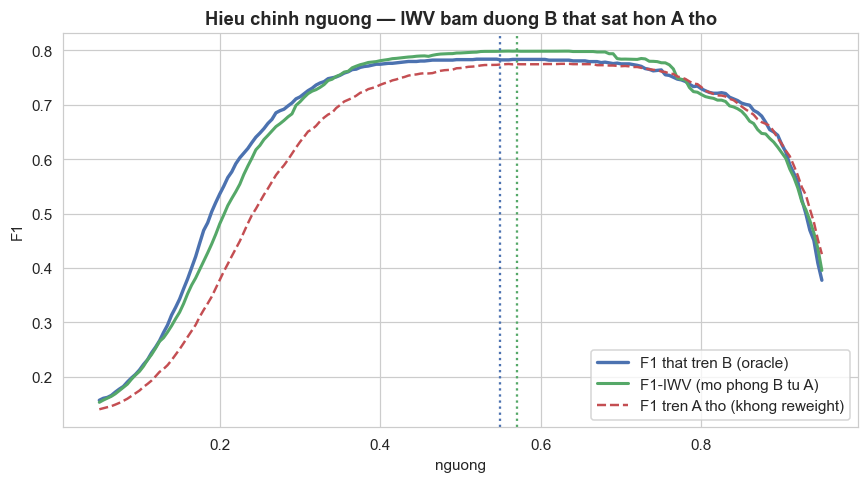 Hieu chinh nguong — IWV bam duong B that sat hon A tho
F1
0.8
0.7
0.6
0.5
0.4
0.3
0.2
0.2
0.4
0.6
0.8
nguong
F1 that tren B (oracle)
F1-IWV (mo phong B tu A)
F1 tren A tho (khong reweight)